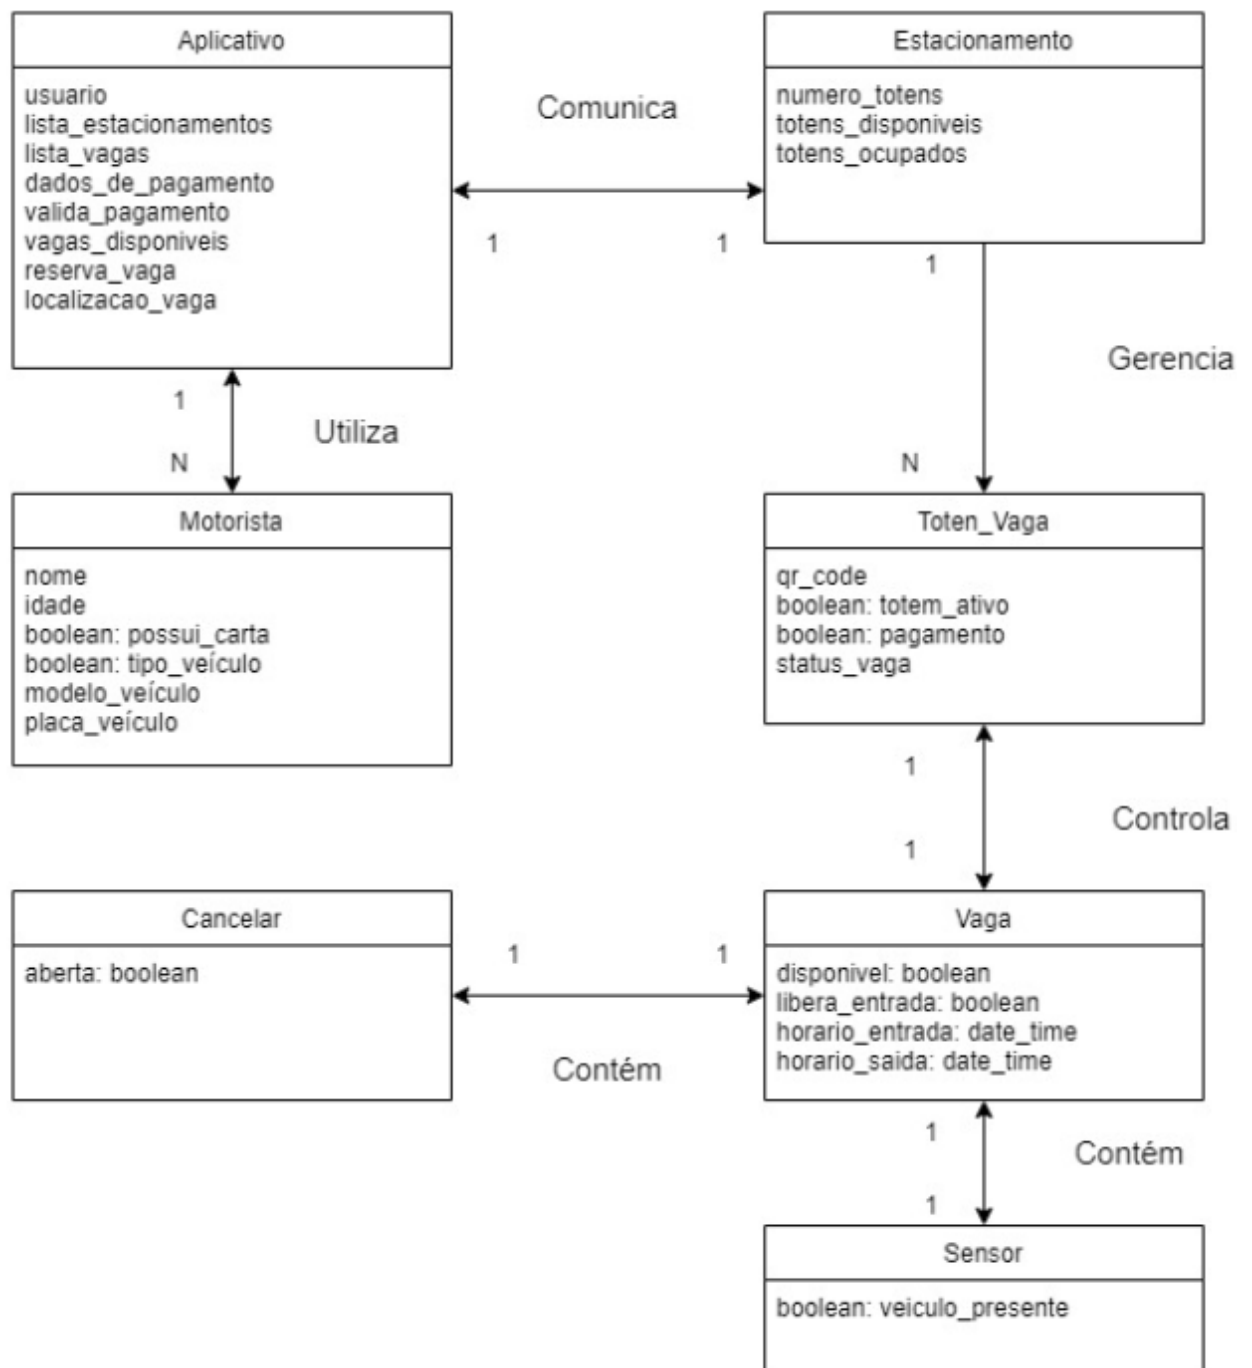 Aplicativo
usuario
lista_estacionamentos
lista_vagas
dados_de_pagamento
valida_pagamento
vagas_disponiveis
reserva_vaga
localizacao_vaga
Comunica
1
1
Estacionamento
numero_totens
totens_disponiveis
totens_ocupados
1
Gerencia
N
1
Utiliza
N
Motorista
nome
idade
boolean: possui_carta
boolean: tipo_veículo
modelo_veículo
placa_veículo
Toten_Vaga
qr_code
boolean: totem_ativo
boolean: pagamento
status_vaga
1
Controla
1
Cancelar
aberta: boolean
1
1
Contém
Vaga
disponivel: boolean
libera_entrada: boolean
horario_entrada: date_time
horario_saida: date_time
1
Contém
1
Sensor
boolean: veiculo_presente